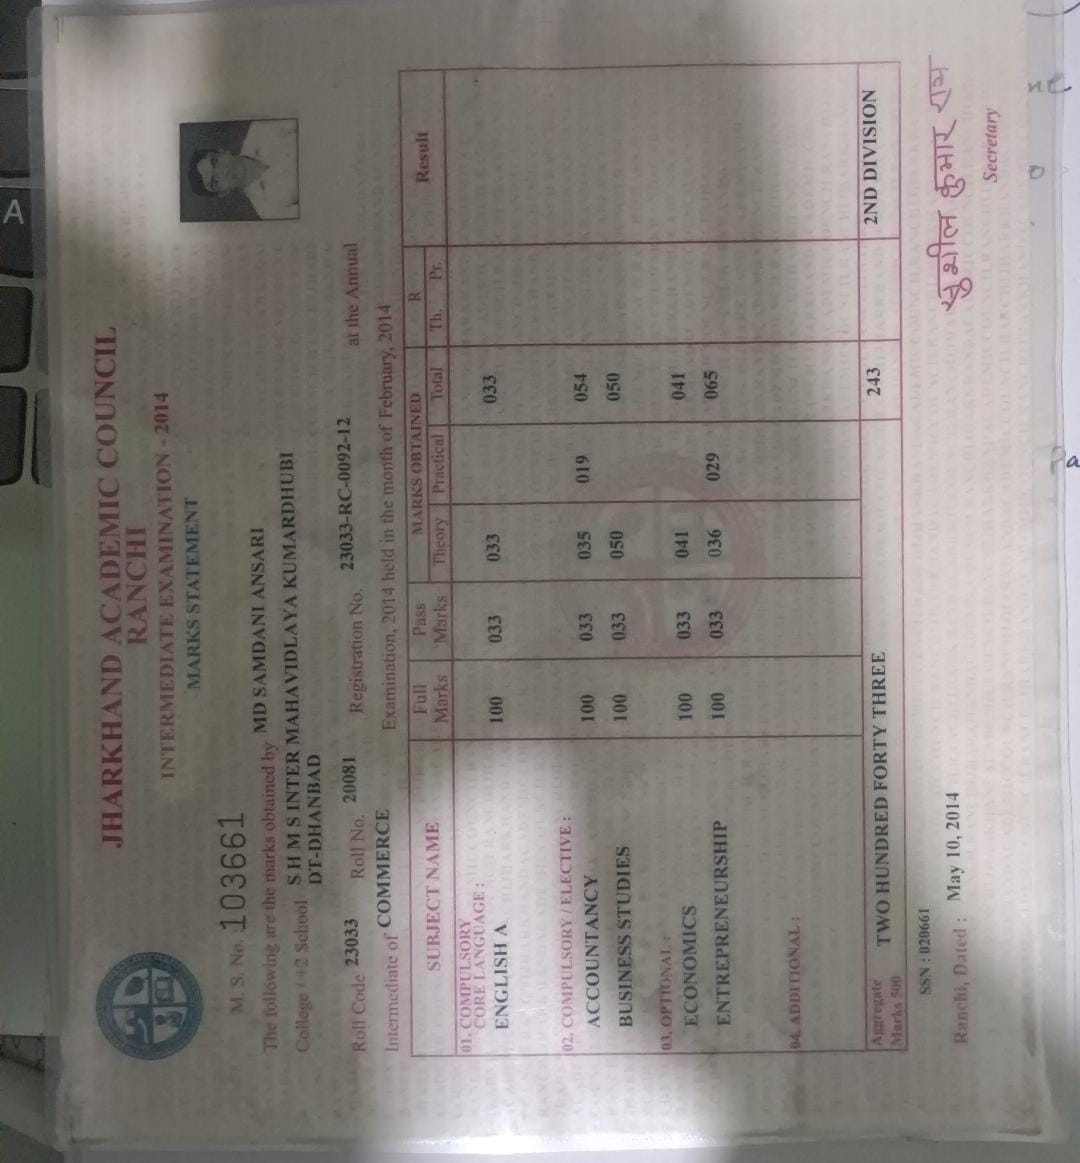 JHARKHAND ACADEMIC COUNCIL
RANCHI
INTERMEDIATE EXAMINATION - 2014
MARKS STATEMENT
M. S. No. 103661
The following are the marks obtained by MD SAMDANI ANSARI
College / +2 School S H M S INTER MAHAVIDLAYA KUMARDHUBI
DT-DHANBAD
Roll Code 23033 Roll No. 20081 Registration No. 23033-RC-0092-12 at the Annual
Intermediate of COMMERCE Examination, 2014 held in the month of February, 2014
SUBJECT NAME Full Marks Pass Marks MARKS OBTAINED R Result
Theory Practical Total Th. Pr.
01. COMPULSORY
CORE LANGUAGE :
ENGLISH A 100 033 033 033
02. COMPULSORY / ELECTIVE :
ACCOUNTANCY 100 033 035 019 054
BUSINESS STUDIES 100 033 050 050
03. OPTIONAL :
ECONOMICS 100 033 041 041
ENTREPRENEURSHIP 100 033 036 029 065
04. ADDITIONAL :
Aggregate Marks 500 TWO HUNDRED FORTY THREE 243 2ND DIVISION
SSN : 020661
Ranchi, Dated : May 10, 2014
सुशील कुमार राय
Secretary
A